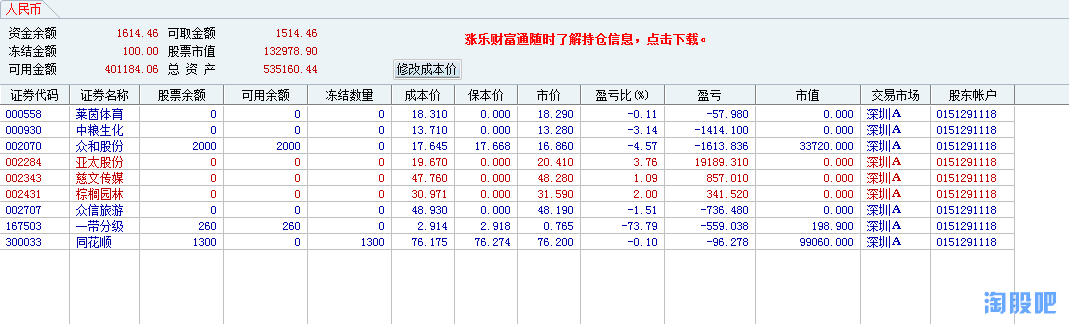 人民币
资金余额 1614.46 可取金额 1514.46
冻结金额 100.00 股票市值 132978.90
可用金额 401184.06 总 资 产 535160.44
涨乐财富通随时了解持仓信息，点击下载。
修改成本价
证券代码 证券名称 股票余额 可用余额 冻结数量 成本价 保本价 市价 盈亏比(%) 盈亏 市值 交易市场 股东帐户
000558 莱茵体育 0 0 0 18.310 0.000 18.290 -0.11 -57.980 0.000 深圳A 0151291118
000930 中粮生化 0 0 0 13.710 0.000 13.280 -3.14 -1414.100 0.000 深圳A 0151291118
002070 众和股份 2000 2000 0 17.645 17.668 16.860 -4.57 -1613.836 33720.000 深圳A 0151291118
002284 亚太股份 0 0 0 19.670 0.000 20.410 3.76 19189.310 0.000 深圳A 0151291118
002343 慈文传媒 0 0 0 47.760 0.000 48.280 1.09 857.010 0.000 深圳A 0151291118
002431 棕榈园林 0 0 0 30.971 0.000 31.590 2.00 341.520 0.000 深圳A 0151291118
002707 众信旅游 0 0 0 48.930 0.000 48.190 -1.51 -736.480 0.000 深圳A 0151291118
167503 一带分级 260 260 0 2.914 2.918 0.765 -73.79 -559.038 198.900 深圳A 0151291118
300033 同花顺 1300 0 1300 76.175 76.274 76.200 -0.10 -96.278 99060.000 深圳A 0151291118
淘股吧